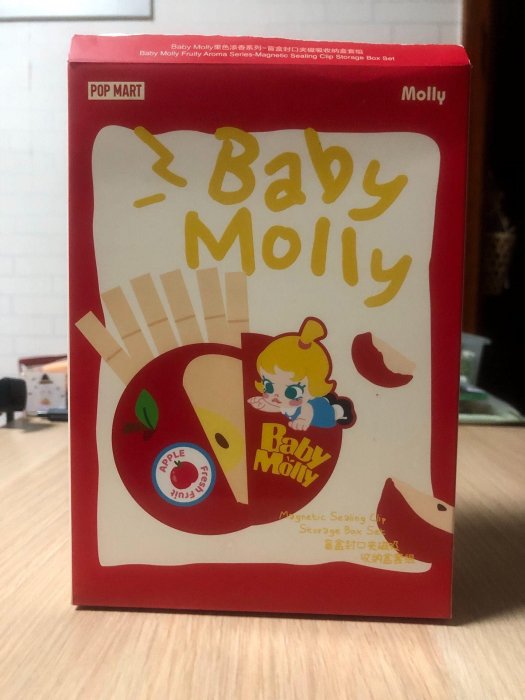 Baby Molly果色添香系列-盲盒封口夹磁吸收纳盒套组
Baby Molly Fruity Aroma Series-Magnetic Sealing Clip Storage Box Set
POP MART
Molly
Baby
Molly
APPLE
Fresh Fruit
Baby
Molly
Magnetic Sealing Clip
Storage Box Set
盲盒封口夹磁吸
收纳盒套组